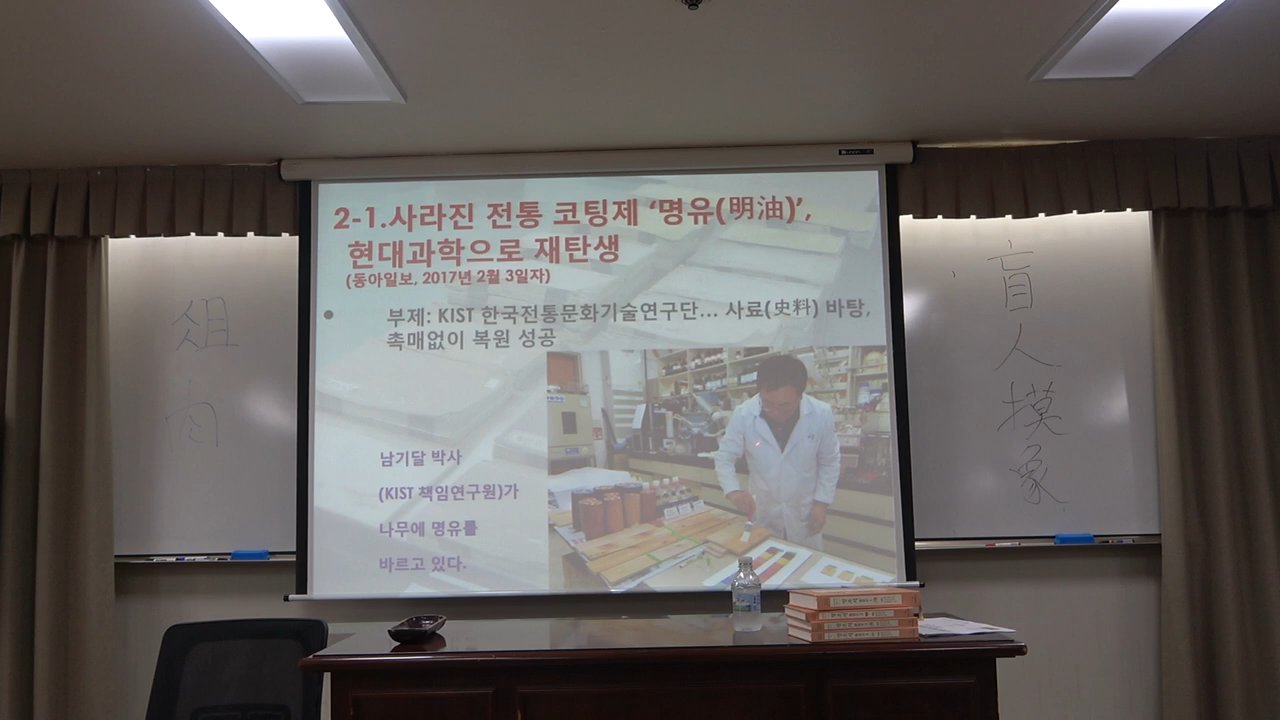 2-1.사라진 전통 코팅제 ‘명유(明油)’,
현대과학으로 재탄생
(동아일보, 2017년 2월 3일자)
• 부제: KIST 한국전통문화기술연구단... 사료(史料) 바탕,
촉매없이 복원 성공
남기달 박사
(KIST 책임연구원)가
나무에 명유를
바르고 있다.
俎
肉
盲
人
摸
象